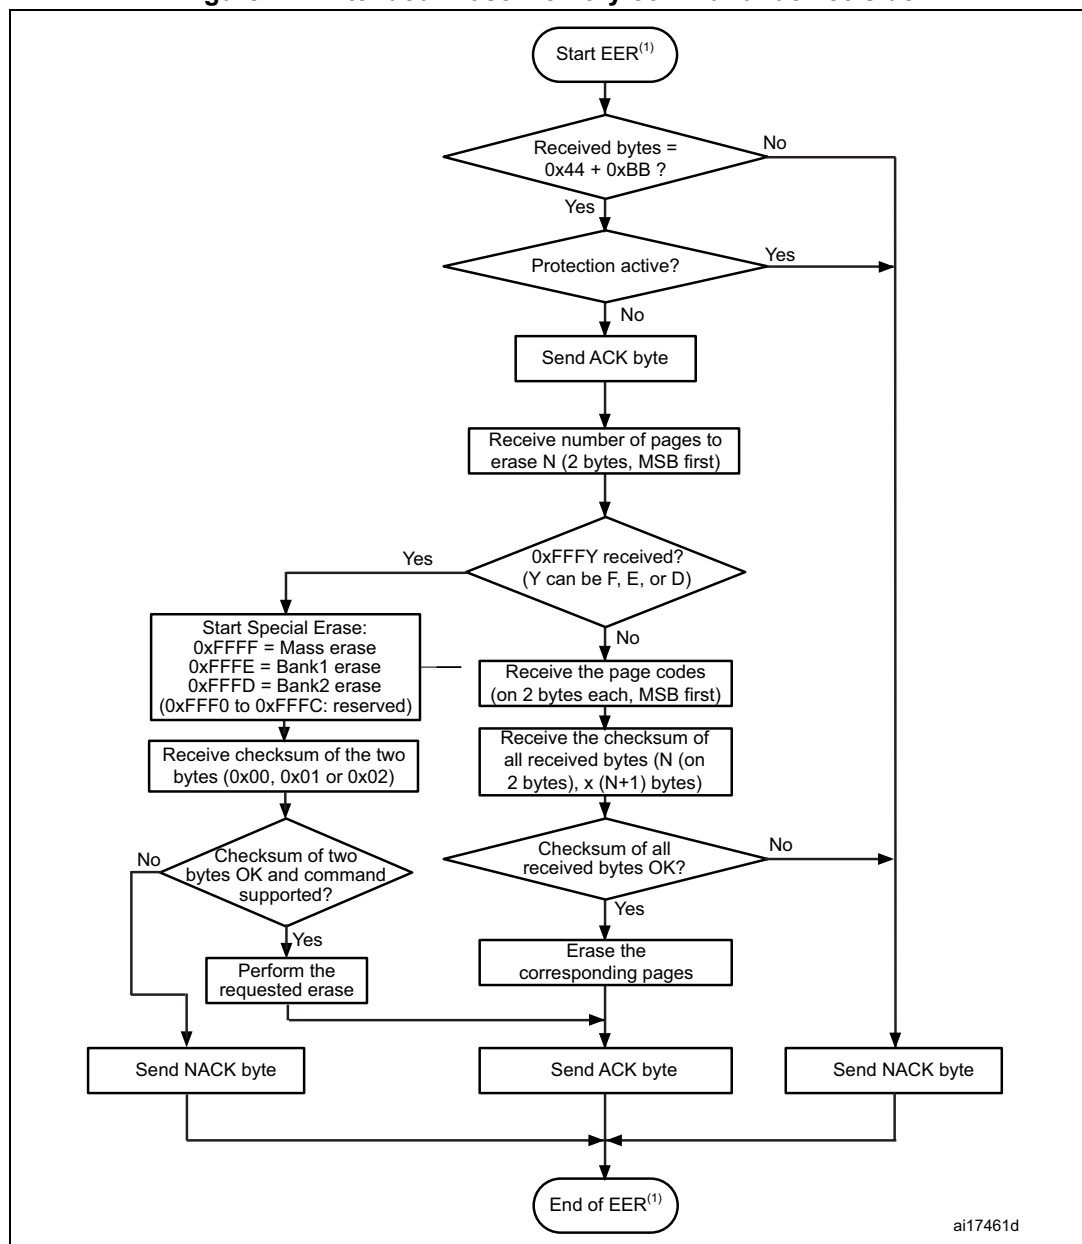 Start EER(1)
Received bytes =
0x44 + 0xBB ?
No
Yes
Protection active?
Yes
No
Send ACK byte
Receive number of pages to
erase N (2 bytes, MSB first)
0xFFFY received?
(Y can be F, E, or D)
Yes
No
Start Special Erase:
0xFFFF = Mass erase
0xFFFE = Bank1 erase
0xFFFD = Bank2 erase
(0xFFF0 to 0xFFFC: reserved)
Receive the page codes
(on 2 bytes each, MSB first)
Receive checksum of the two
bytes (0x00, 0x01 or 0x02)
Receive the checksum of
all received bytes (N (on
2 bytes), x (N+1) bytes)
No
Checksum of two
bytes OK and command
supported?
Yes
Checksum of all
received bytes OK?
No
Yes
Perform the
requested erase
Erase the
corresponding pages
Send NACK byte
Send ACK byte
Send NACK byte
End of EER(1)
ai17461d